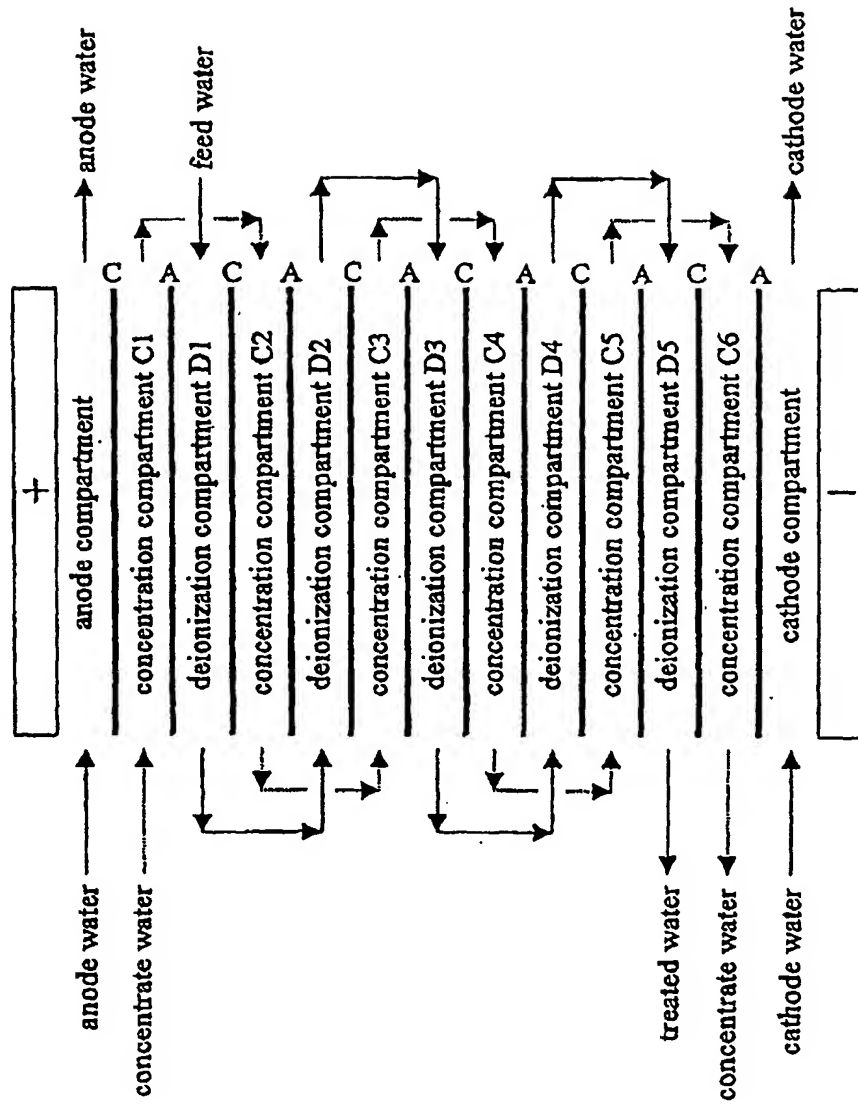 +
anode water
anode water
anode compartment
C
concentrate water
concentration compartment C1
A
feed water
deionization compartment D1
C
concentration compartment C2
A
deionization compartment D2
C
concentration compartment C3
A
deionization compartment D3
C
concentration compartment C4
A
deionization compartment D4
C
concentration compartment C5
A
treated water
deionization compartment D5
C
concentrate water
concentration compartment C6
A
cathode water
cathode compartment
cathode water
−